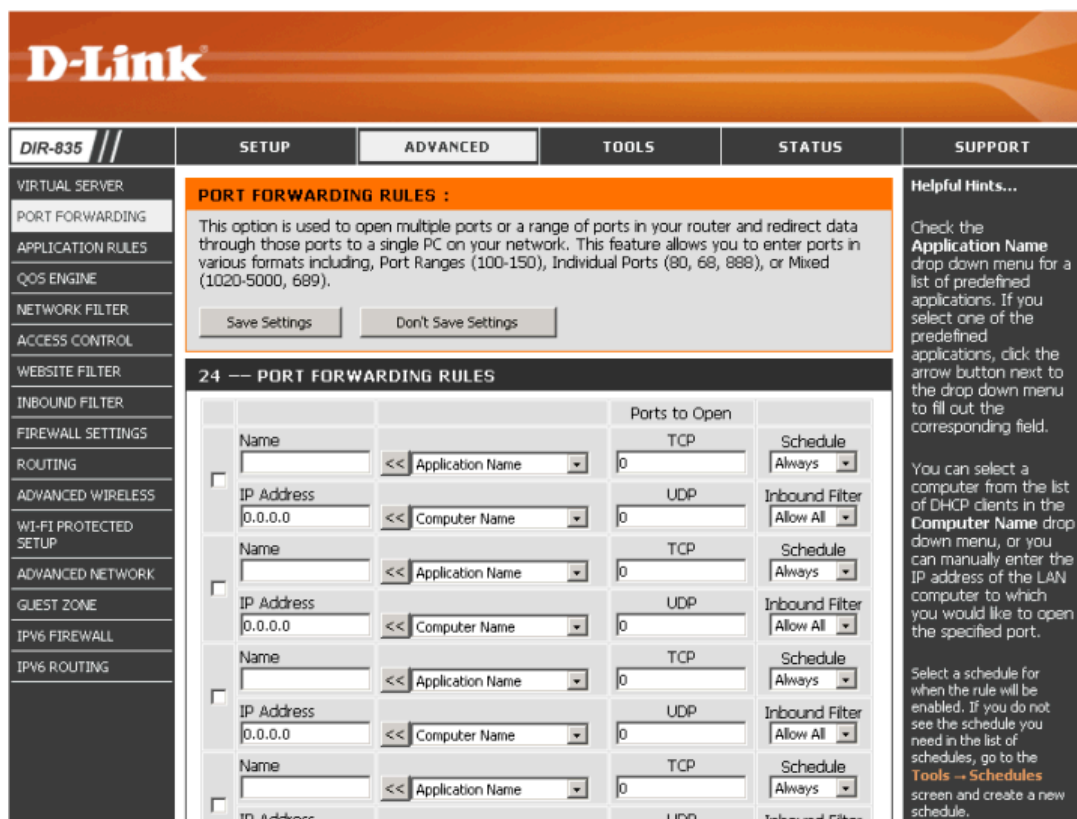 D-Link
DIR-835
SETUP
ADVANCED
TOOLS
STATUS
SUPPORT
VIRTUAL SERVER
PORT FORWARDING
APPLICATION RULES
QOS ENGINE
NETWORK FILTER
ACCESS CONTROL
WEBSITE FILTER
INBOUND FILTER
FIREWALL SETTINGS
ROUTING
ADVANCED WIRELESS
WI-FI PROTECTED
SETUP
ADVANCED NETWORK
GUEST ZONE
IPV6 FIREWALL
IPV6 ROUTING
PORT FORWARDING RULES :
This option is used to open multiple ports or a range of ports in your router and redirect data
through those ports to a single PC on your network. This feature allows you to enter ports in
various formats including, Port Ranges (100-150), Individual Ports (80, 68, 888), or Mixed
(1020-5000, 689).
Save Settings
Don't Save Settings
24 -- PORT FORWARDING RULES
Ports to Open
Name
TCP
Schedule
<< Application Name
0
Always
IP Address
UDP
Inbound Filter
0.0.0.0
<< Computer Name
0
Allow All
Name
TCP
Schedule
<< Application Name
0
Always
IP Address
UDP
Inbound Filter
0.0.0.0
<< Computer Name
0
Allow All
Name
TCP
Schedule
<< Application Name
0
Always
IP Address
UDP
Inbound Filter
0.0.0.0
<< Computer Name
0
Allow All
Name
TCP
Schedule
<< Application Name
0
Always
IP Address
UDP
Inbound Filter
Helpful Hints...
Check the
Application Name
drop down menu for a
list of predefined
applications. If you
select one of the
predefined
applications, click the
arrow button next to
the drop down menu
to fill out the
corresponding field.
You can select a
computer from the list
of DHCP clients in the
Computer Name drop
down menu, or you
can manually enter the
IP address of the LAN
computer to which
you would like to open
the specified port.
Select a schedule for
when the rule will be
enabled. If you do not
see the schedule you
need in the list of
schedules, go to the
Tools → Schedules
screen and create a new
schedule.